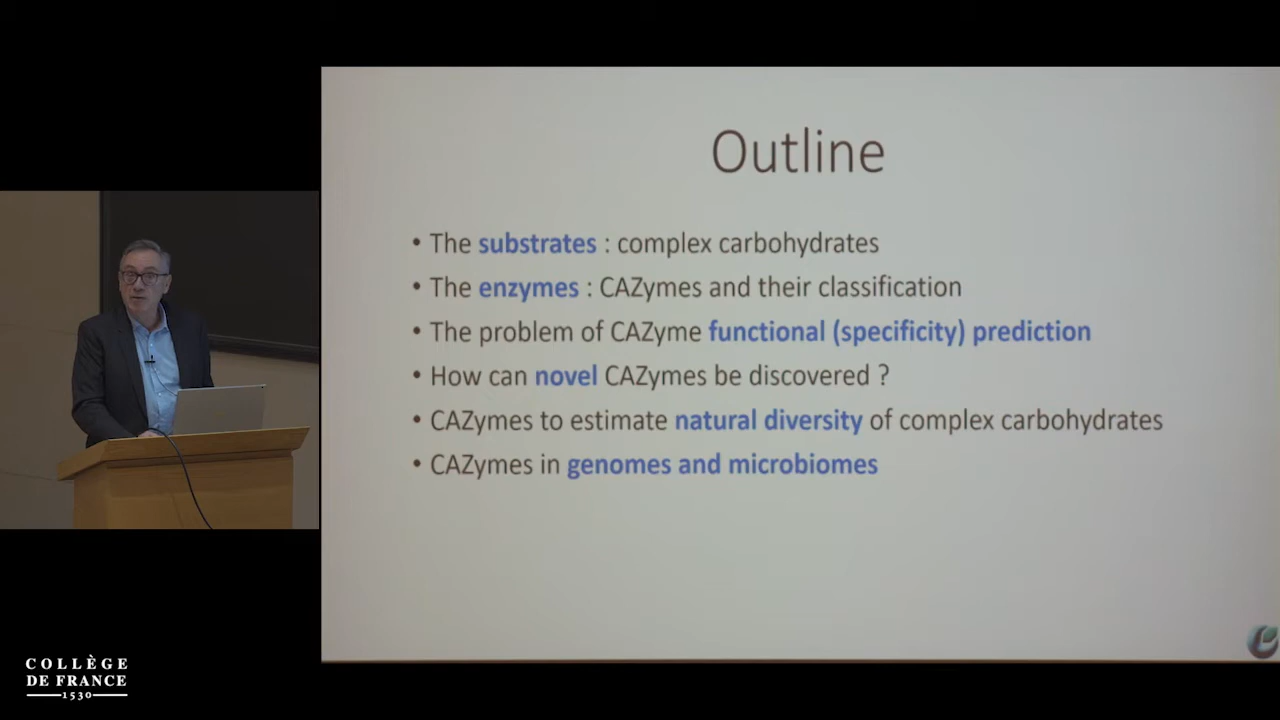 Outline
• The substrates : complex carbohydrates
• The enzymes : CAZymes and their classification
• The problem of CAZyme functional (specificity) prediction
• How can novel CAZymes be discovered ?
• CAZymes to estimate natural diversity of complex carbohydrates
• CAZymes in genomes and microbiomes
COLLÈGE
DE FRANCE
1530